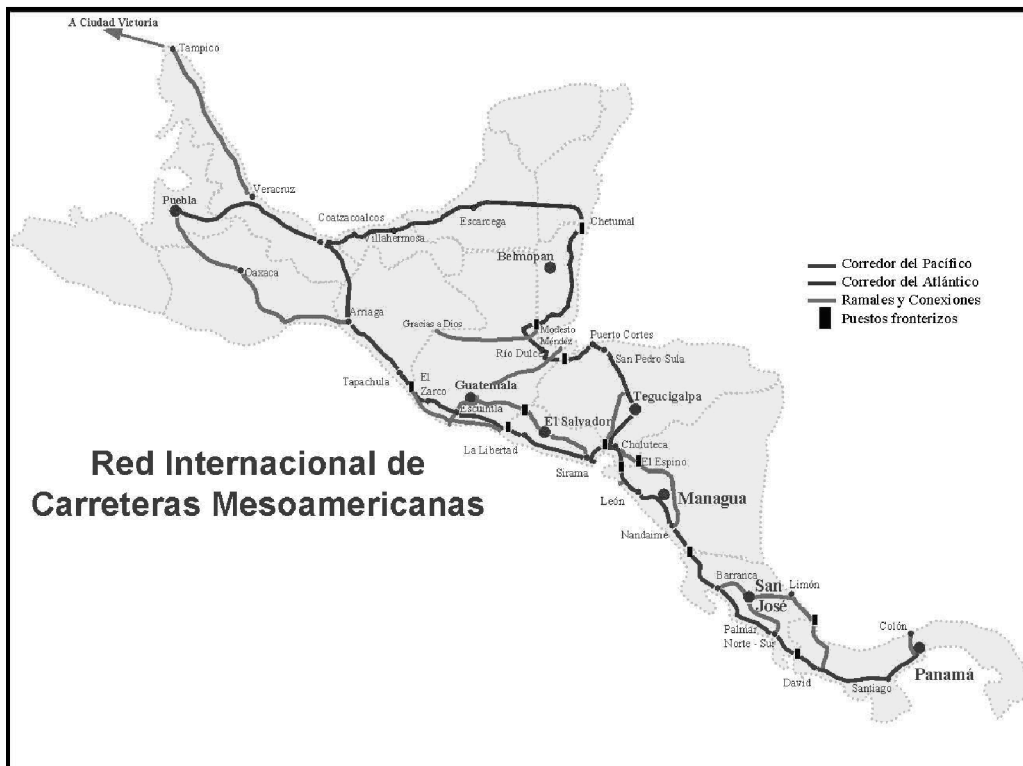 A Ciudad Victoria
Tampico
Veracruz
Puebla
Coatzacoalcos
Villahermosa
Escarcega
Chetumal
Oaxaca
Belmopan
Corredor del Pacífico
Corredor del Atlántico
Ramales y Conexiones
Puestos fronterizos
Arriaga
Gracias a Dios
Modesto
Méndez
Río Dulce
Puerto Cortes
San Pedro Sula
Tapachula
El
Zarco
Guatemala
Escuintla
Tegucigalpa
El Salvador
La Libertad
Choluteca
El Espino
Sirama
Red Internacional de
Carreteras Mesoamericanas
León
Managua
Nandaime
Barranca
San
José
Limón
Palmar
Norte - Sur
Colón
David
Santiago
Panamá